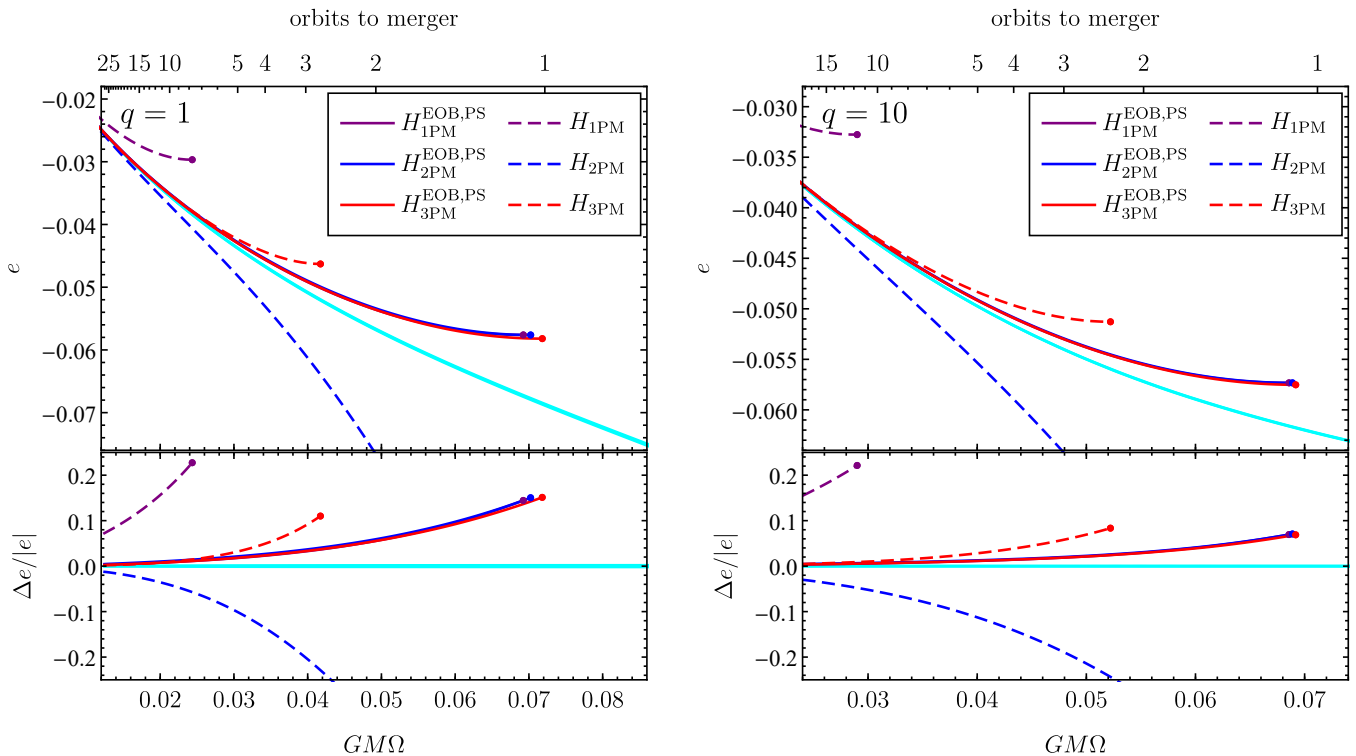 orbits to merger
25 15 10 5 4 3 2 1
q = 1
H_{1PM}^{EOB,PS} H_{1PM}
H_{2PM}^{EOB,PS} H_{2PM}
H_{3PM}^{EOB,PS} H_{3PM}
−0.02
−0.03
−0.04
−0.05
−0.06
−0.07
e
0.2
0.1
0.0
−0.1
−0.2
Δe/|e|
0.02 0.03 0.04 0.05 0.06 0.07 0.08
GMΩ
orbits to merger
15 10 5 4 3 2 1
q = 10
H_{1PM}^{EOB,PS} H_{1PM}
H_{2PM}^{EOB,PS} H_{2PM}
H_{3PM}^{EOB,PS} H_{3PM}
−0.030
−0.035
−0.040
−0.045
−0.050
−0.055
−0.060
e
0.2
0.1
0.0
−0.1
−0.2
Δe/|e|
0.03 0.04 0.05 0.06 0.07
GMΩ